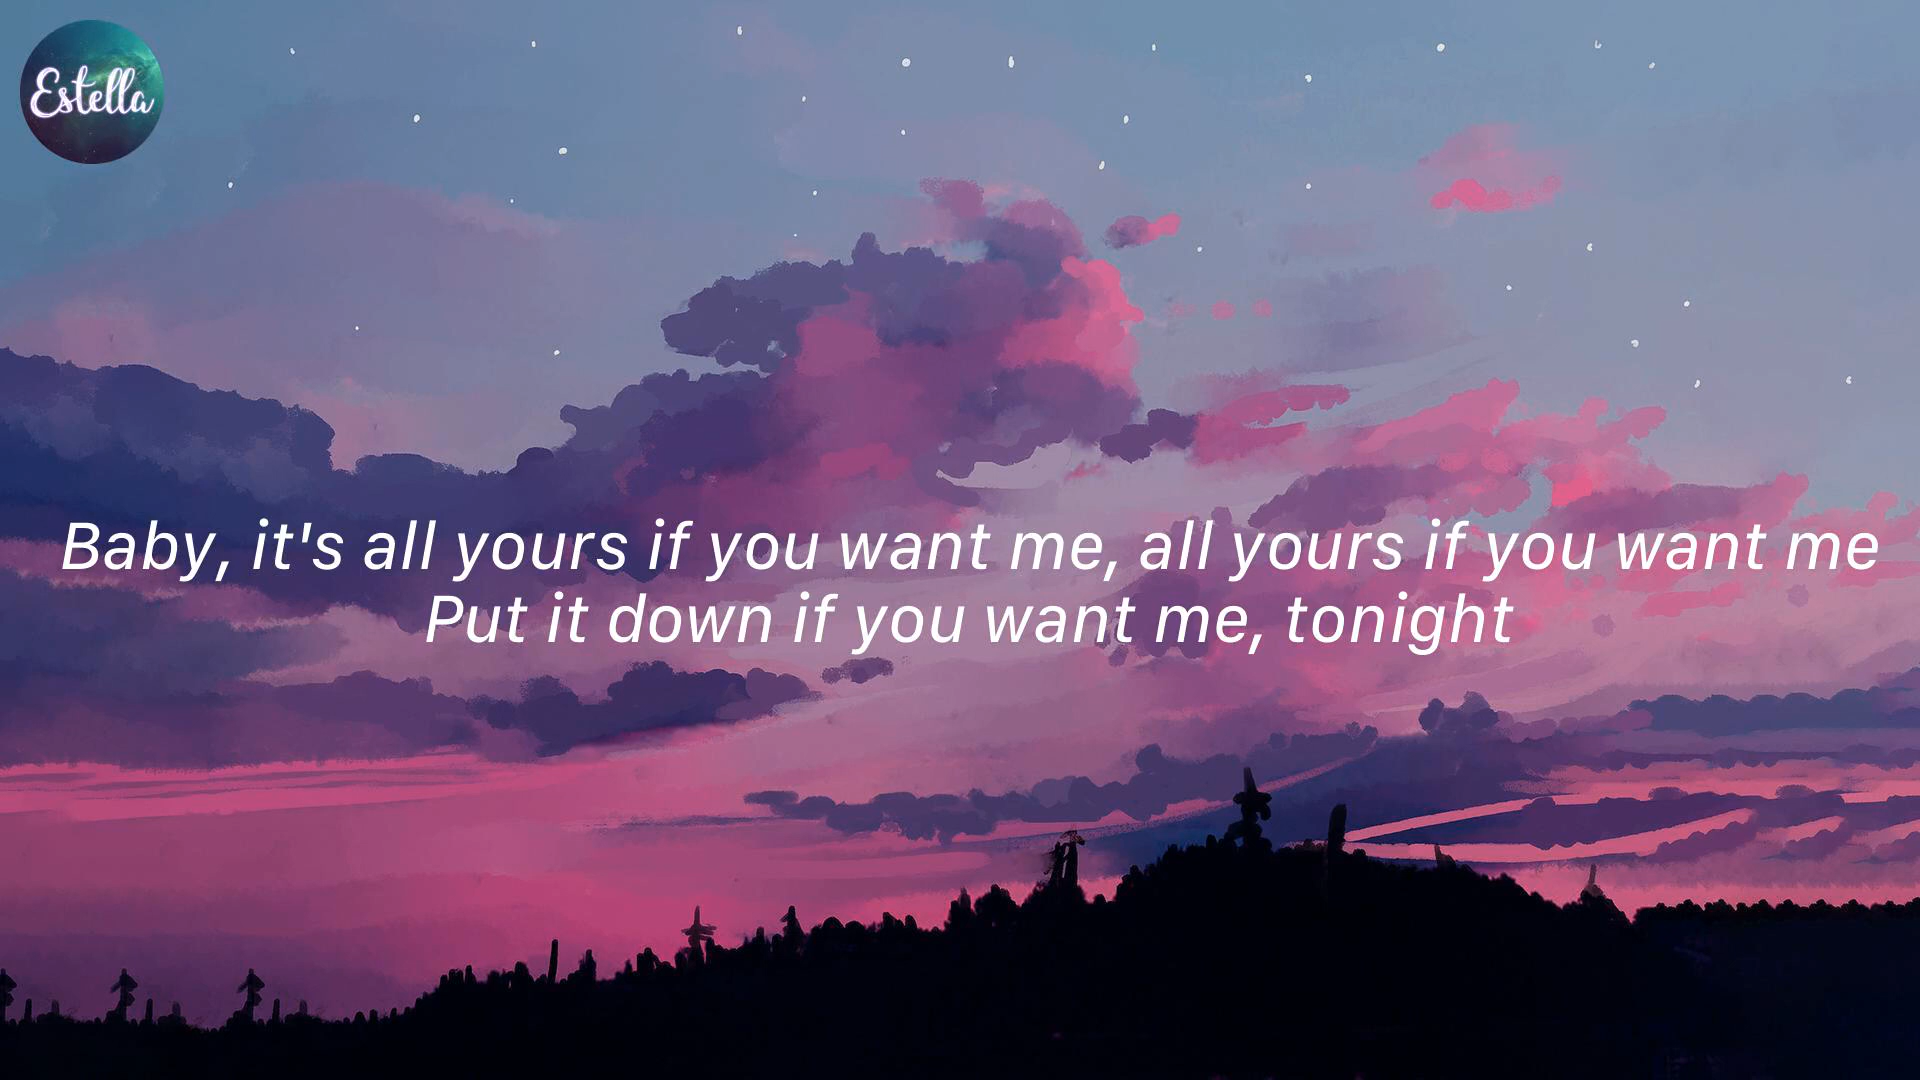 Estella
Baby, it's all yours if you want me, all yours if you want me
Put it down if you want me, tonight